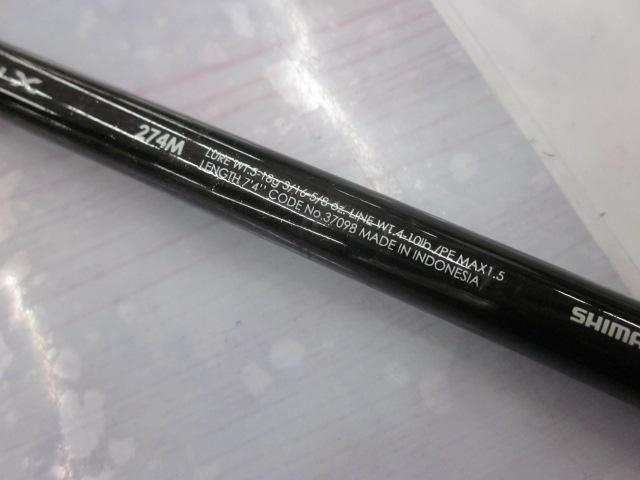 274M
LURE WT.5-18g 3/16-5/8 oz. LINE WT.4-10lb./PE MAX1.5
LENGTH 7'4'' CODE No.37098 MADE IN INDONESIA